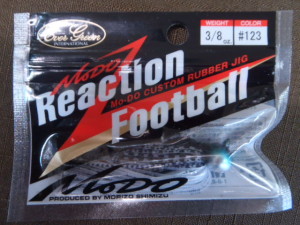 Ever Green
INTERNATIONAL
WEIGHT
COLOR
3/8 oz.
#123
MoDO
Reaction
Mo-DO CUSTOM RUBBER JIG
Football
MoDO
PRODUCED BY MORIZO SHIMIZU